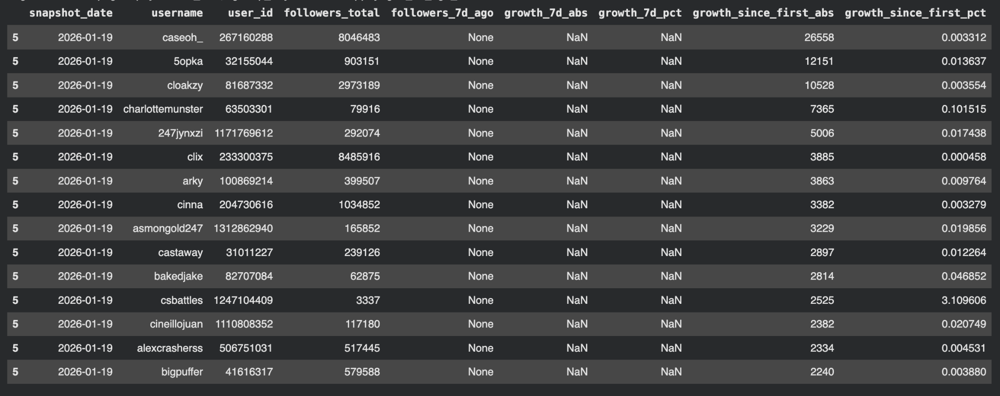 snapshot_date username user_id followers_total followers_7d_ago growth_7d_abs growth_7d_pct growth_since_first_abs growth_since_first_pct
5 2026-01-19 caseoh_ 267160288 8046483 None NaN NaN 26558 0.003312
5 2026-01-19 5opka 32155044 903151 None NaN NaN 12151 0.013637
5 2026-01-19 cloakzy 81687332 2973189 None NaN NaN 10528 0.003554
5 2026-01-19 charlottemunster 63503301 79916 None NaN NaN 7365 0.101515
5 2026-01-19 247jynxzi 1171769612 292074 None NaN NaN 5006 0.017438
5 2026-01-19 clix 233300375 8485916 None NaN NaN 3885 0.000458
5 2026-01-19 arky 100869214 399507 None NaN NaN 3863 0.009764
5 2026-01-19 cinna 204730616 1034852 None NaN NaN 3382 0.003279
5 2026-01-19 asmongold247 1312862940 165852 None NaN NaN 3229 0.019856
5 2026-01-19 castaway 31011227 239126 None NaN NaN 2897 0.012264
5 2026-01-19 bakedjake 82707084 62875 None NaN NaN 2814 0.046852
5 2026-01-19 csbattles 1247104409 3337 None NaN NaN 2525 3.109606
5 2026-01-19 cineillojuan 1110808352 117180 None NaN NaN 2382 0.020749
5 2026-01-19 alexcrasherss 506751031 517445 None NaN NaN 2334 0.004531
5 2026-01-19 bigpuffer 41616317 579588 None NaN NaN 2240 0.003880